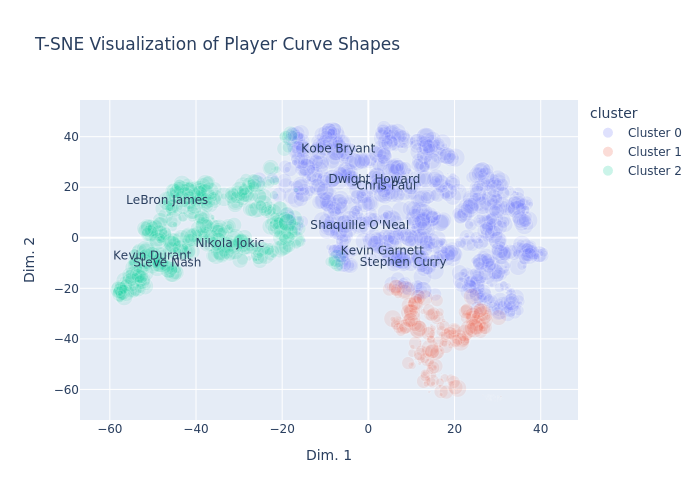 T-SNE Visualization of Player Curve Shapes
cluster
Cluster 0
Cluster 1
Cluster 2
40
20
0
−20
−40
−60
Dim. 2
Kobe Bryant
Dwight Howard
Chris Paul
LeBron James
Shaquille O'Neal
Nikola Jokic
Kevin Garnett
Kevin Durant
Stephen Curry
Steve Nash
−60 −40 −20 0 20 40
Dim. 1